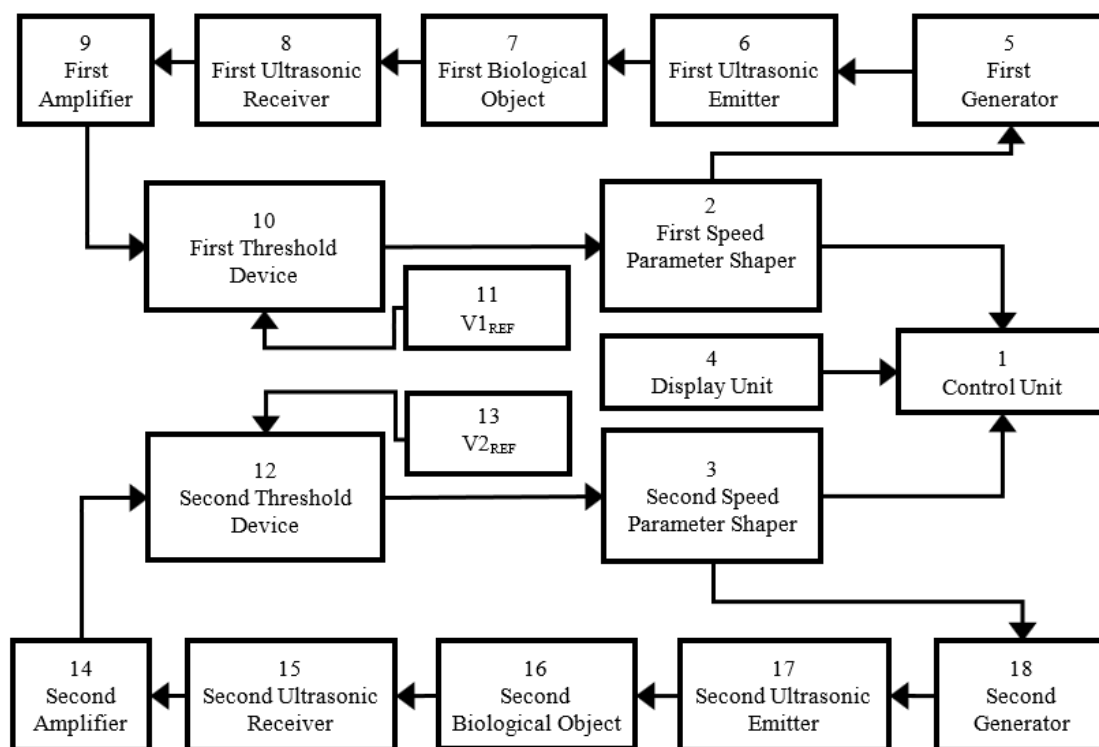 9
First
Amplifier
8
First Ultrasonic
Receiver
7
First Biological
Object
6
First Ultrasonic
Emitter
5
First
Generator
10
First Threshold
Device
2
First Speed
Parameter Shaper
11
V1REF
4
Display Unit
1
Control Unit
13
V2REF
12
Second Threshold
Device
3
Second Speed
Parameter Shaper
14
Second
Amplifier
15
Second Ultrasonic
Receiver
16
Second
Biological Object
17
Second Ultrasonic
Emitter
18
Second
Generator